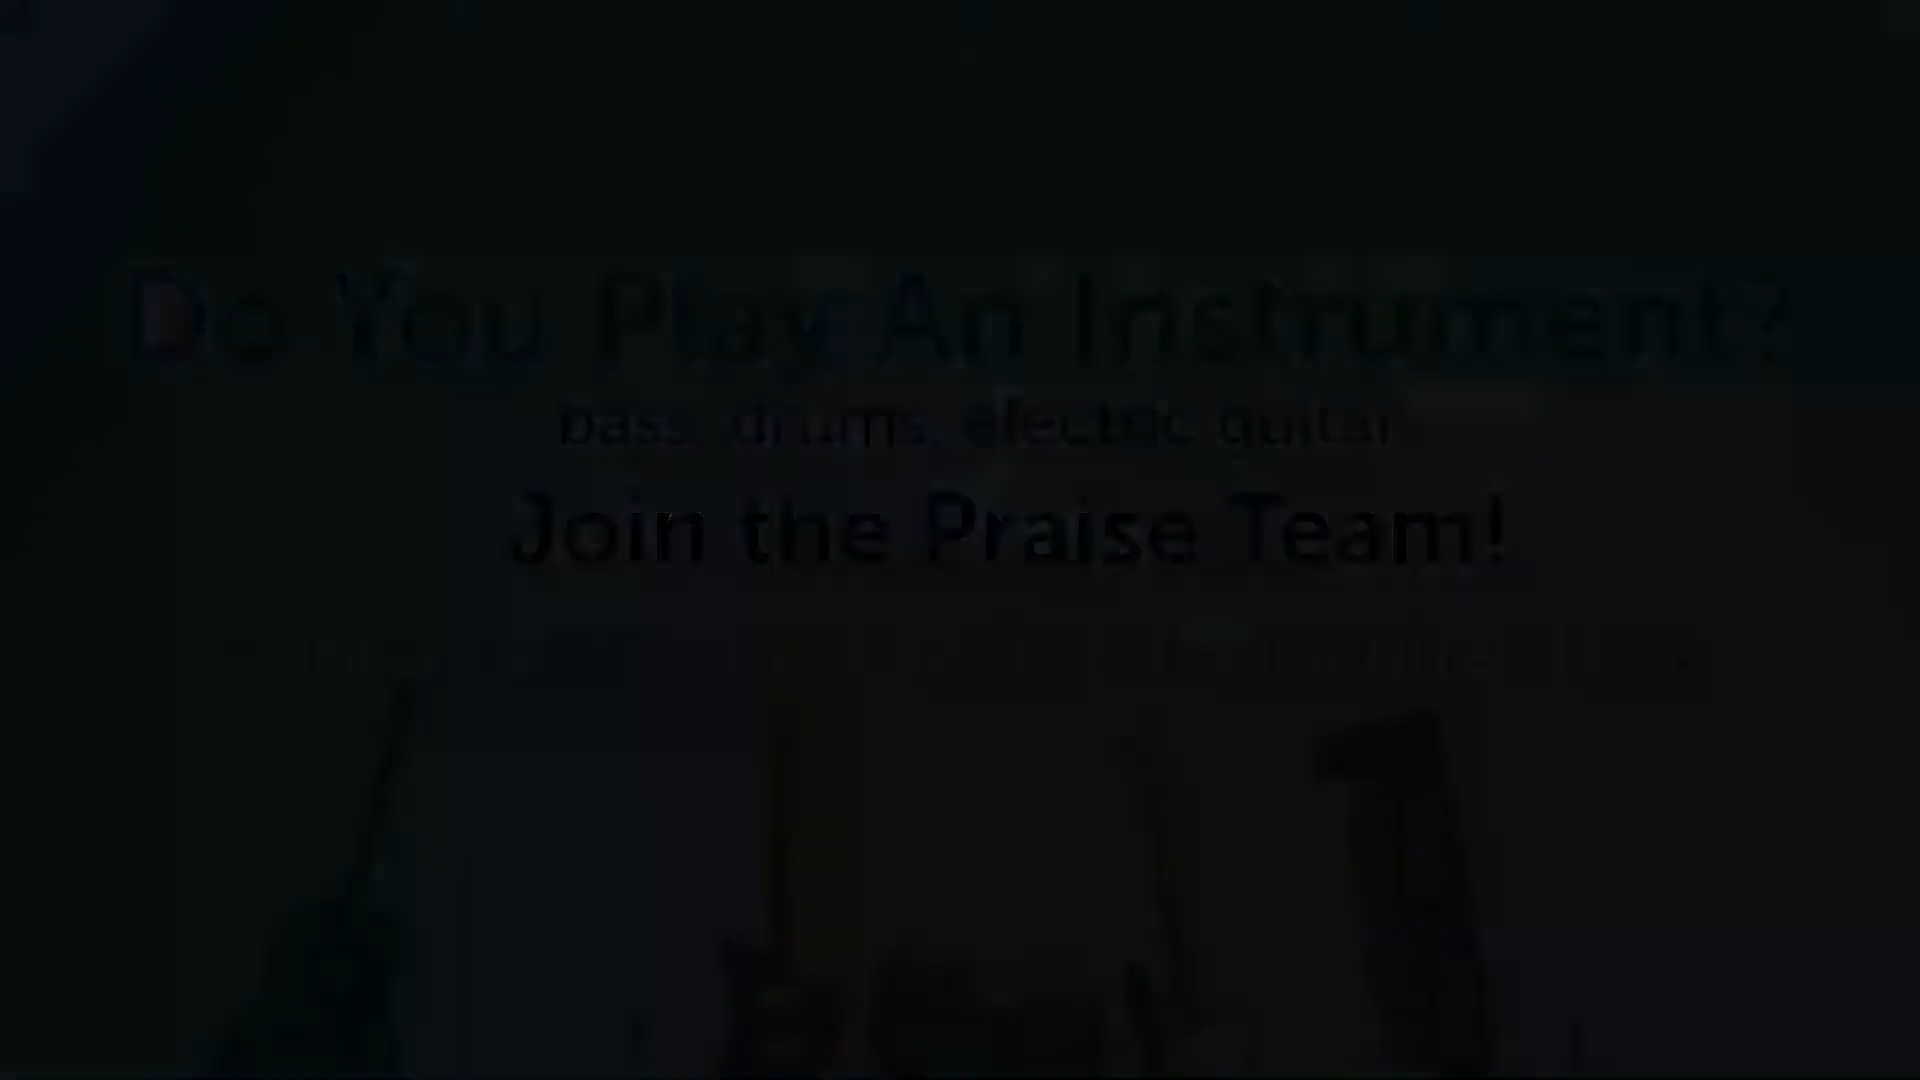 Do You Play An Instrument?
bass, drums, electric guitar
Join the Praise Team!